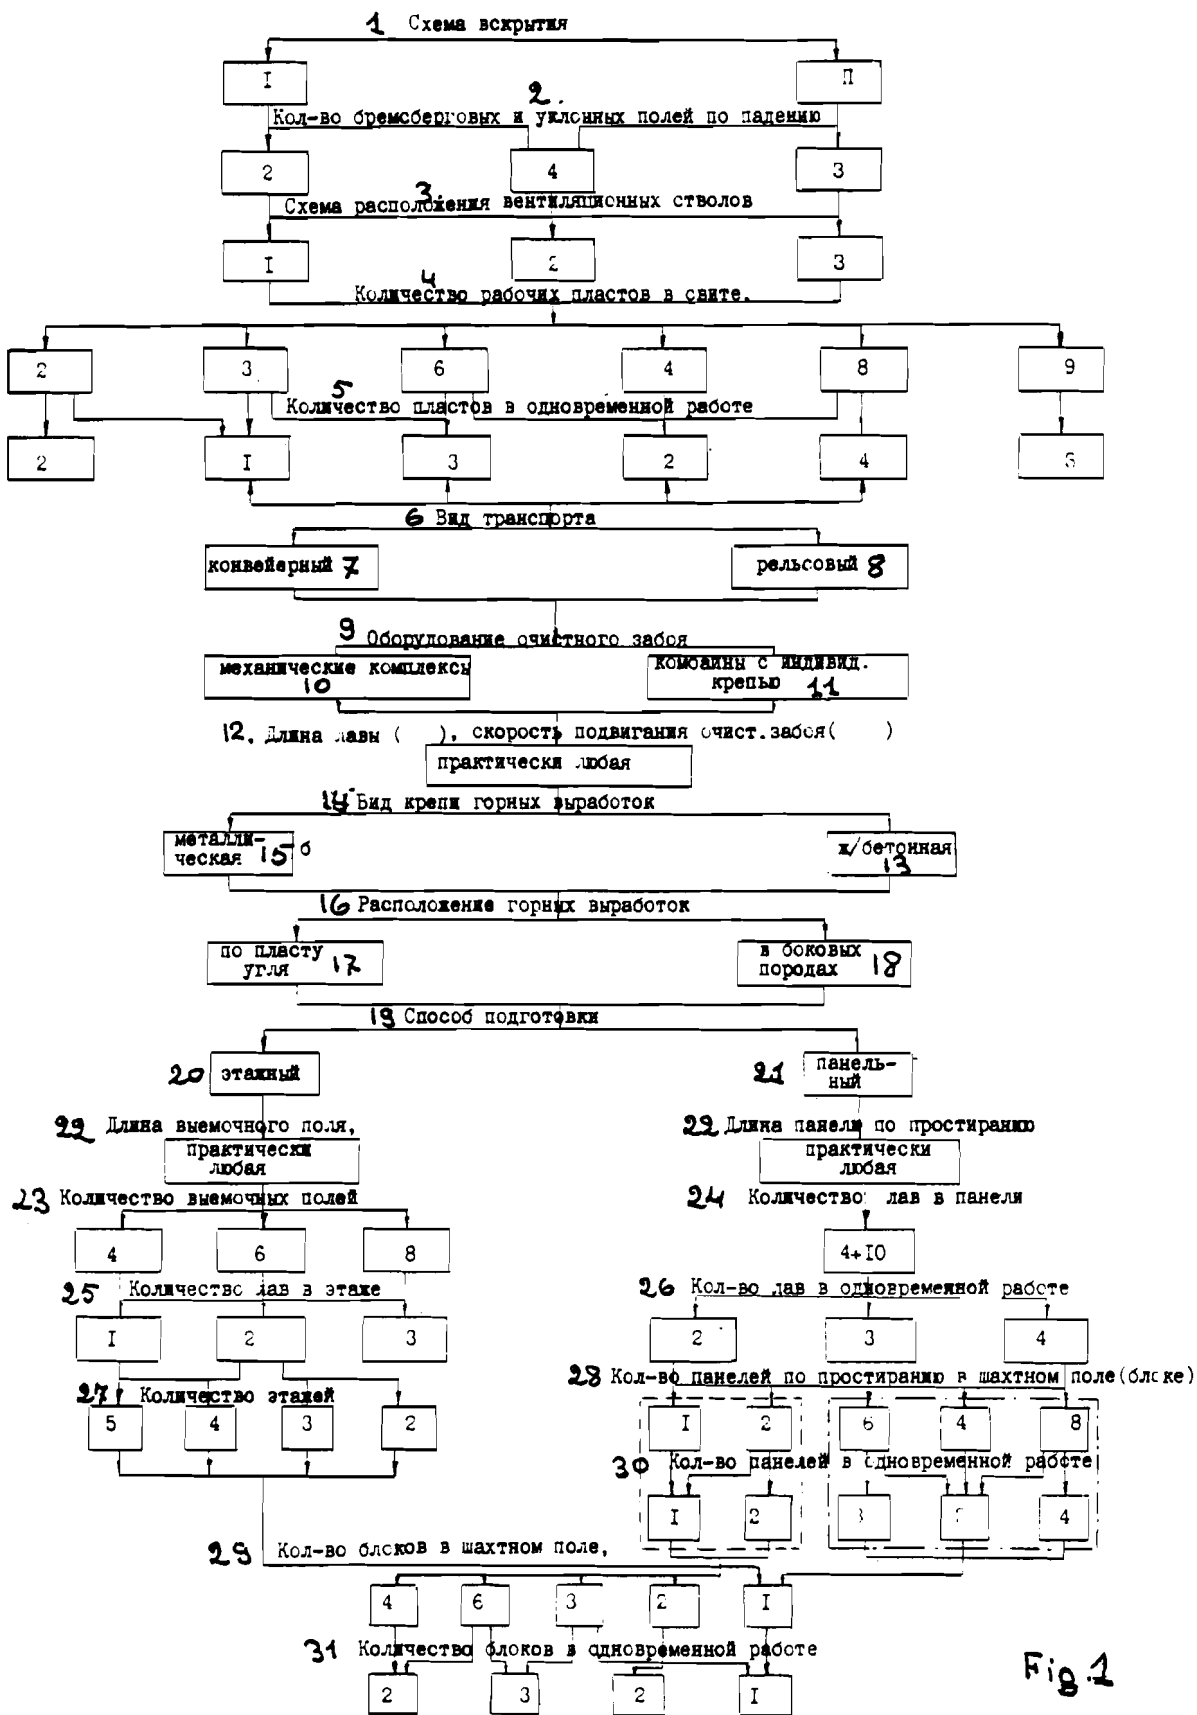 1 Схема вскрытия
I
П
2.
Кол-во бремсберговых и уклонных полей по падению
2
4
3
3
Схема расположения вентиляционных стволов
I
2
3
4
Количество рабочих пластов в свите.
2
3
6
4
8
9
5
Количество пластов в одновременной работе
2
I
3
2
4
6 Вид транспорта
конвейерный 7
рельсовый 8
9 Оборудование очистного забоя
механические комплексы
10
комбайны с индивид.
крепью 11
12. Длина лавы ( ), скорость подвигания очист.забоя( )
практически любая
14 Вид крепи горных выработок
металли-
ческая 15 б
ж/бетонная
13
16 Расположение горных выработок
по пласту
угля 17
в боковых
породах 18
19 Способ подготовки
20 этажный
21 панель-
ный
22 Длина выемочного поля,
практически
любая
22 Длина панели по простиранию
практически
любая
23 Количество выемочных полей
24 Количество лав в панели
4
6
8
4+10
25 Количество лав в этаже
26 Кол-во лав в одновременной работе
I
2
3
2
3
4
27 Количество этажей
28 Кол-во панелей по простиранию в шахтном поле(блоке)
5
4
3
2
I
2
6
4
8
30 Кол-во панелей в одновременной работе
I
2
4
29 Кол-во блоков в шахтном поле,
4
6
3
2
I
31 Количество блоков в одновременной работе
2
3
2
I
Fig.1